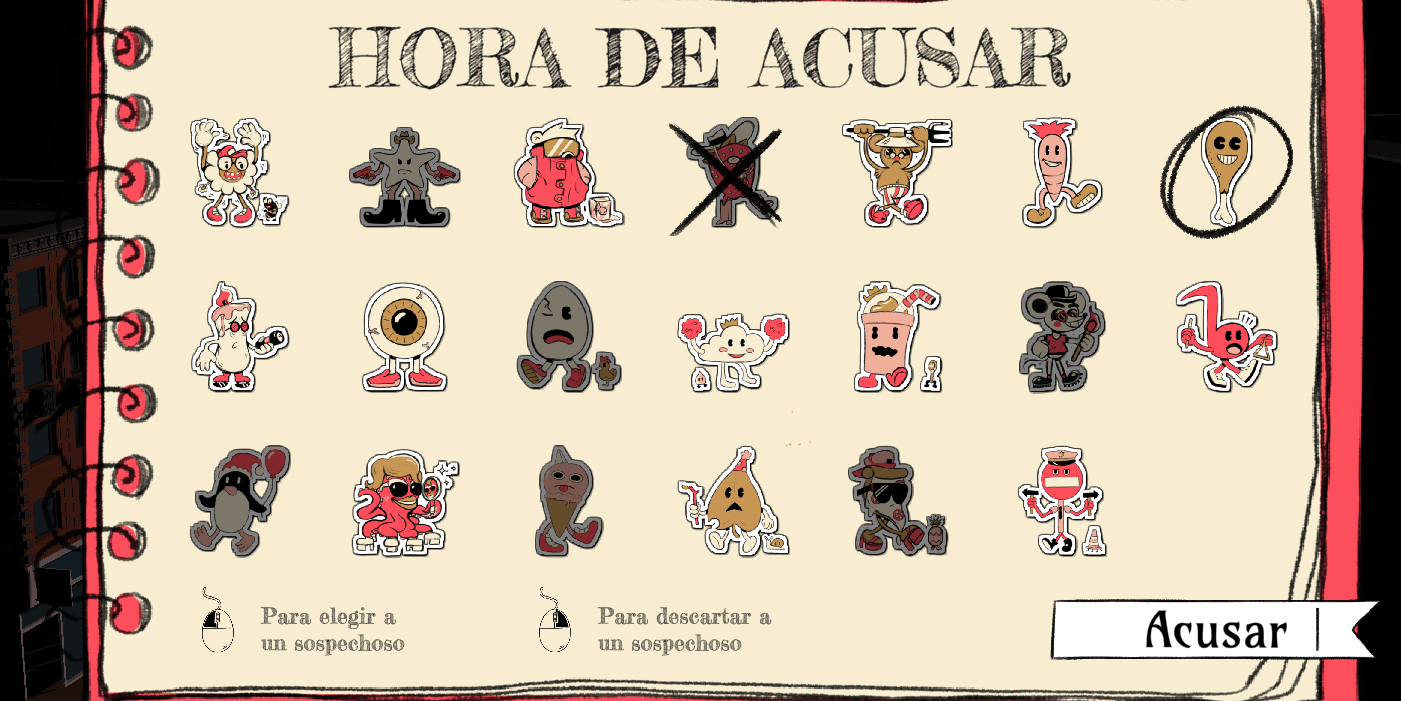 HORA DE ACUSAR
Para elegir a
un sospechoso
Para descartar a
un sospechoso
Acusar